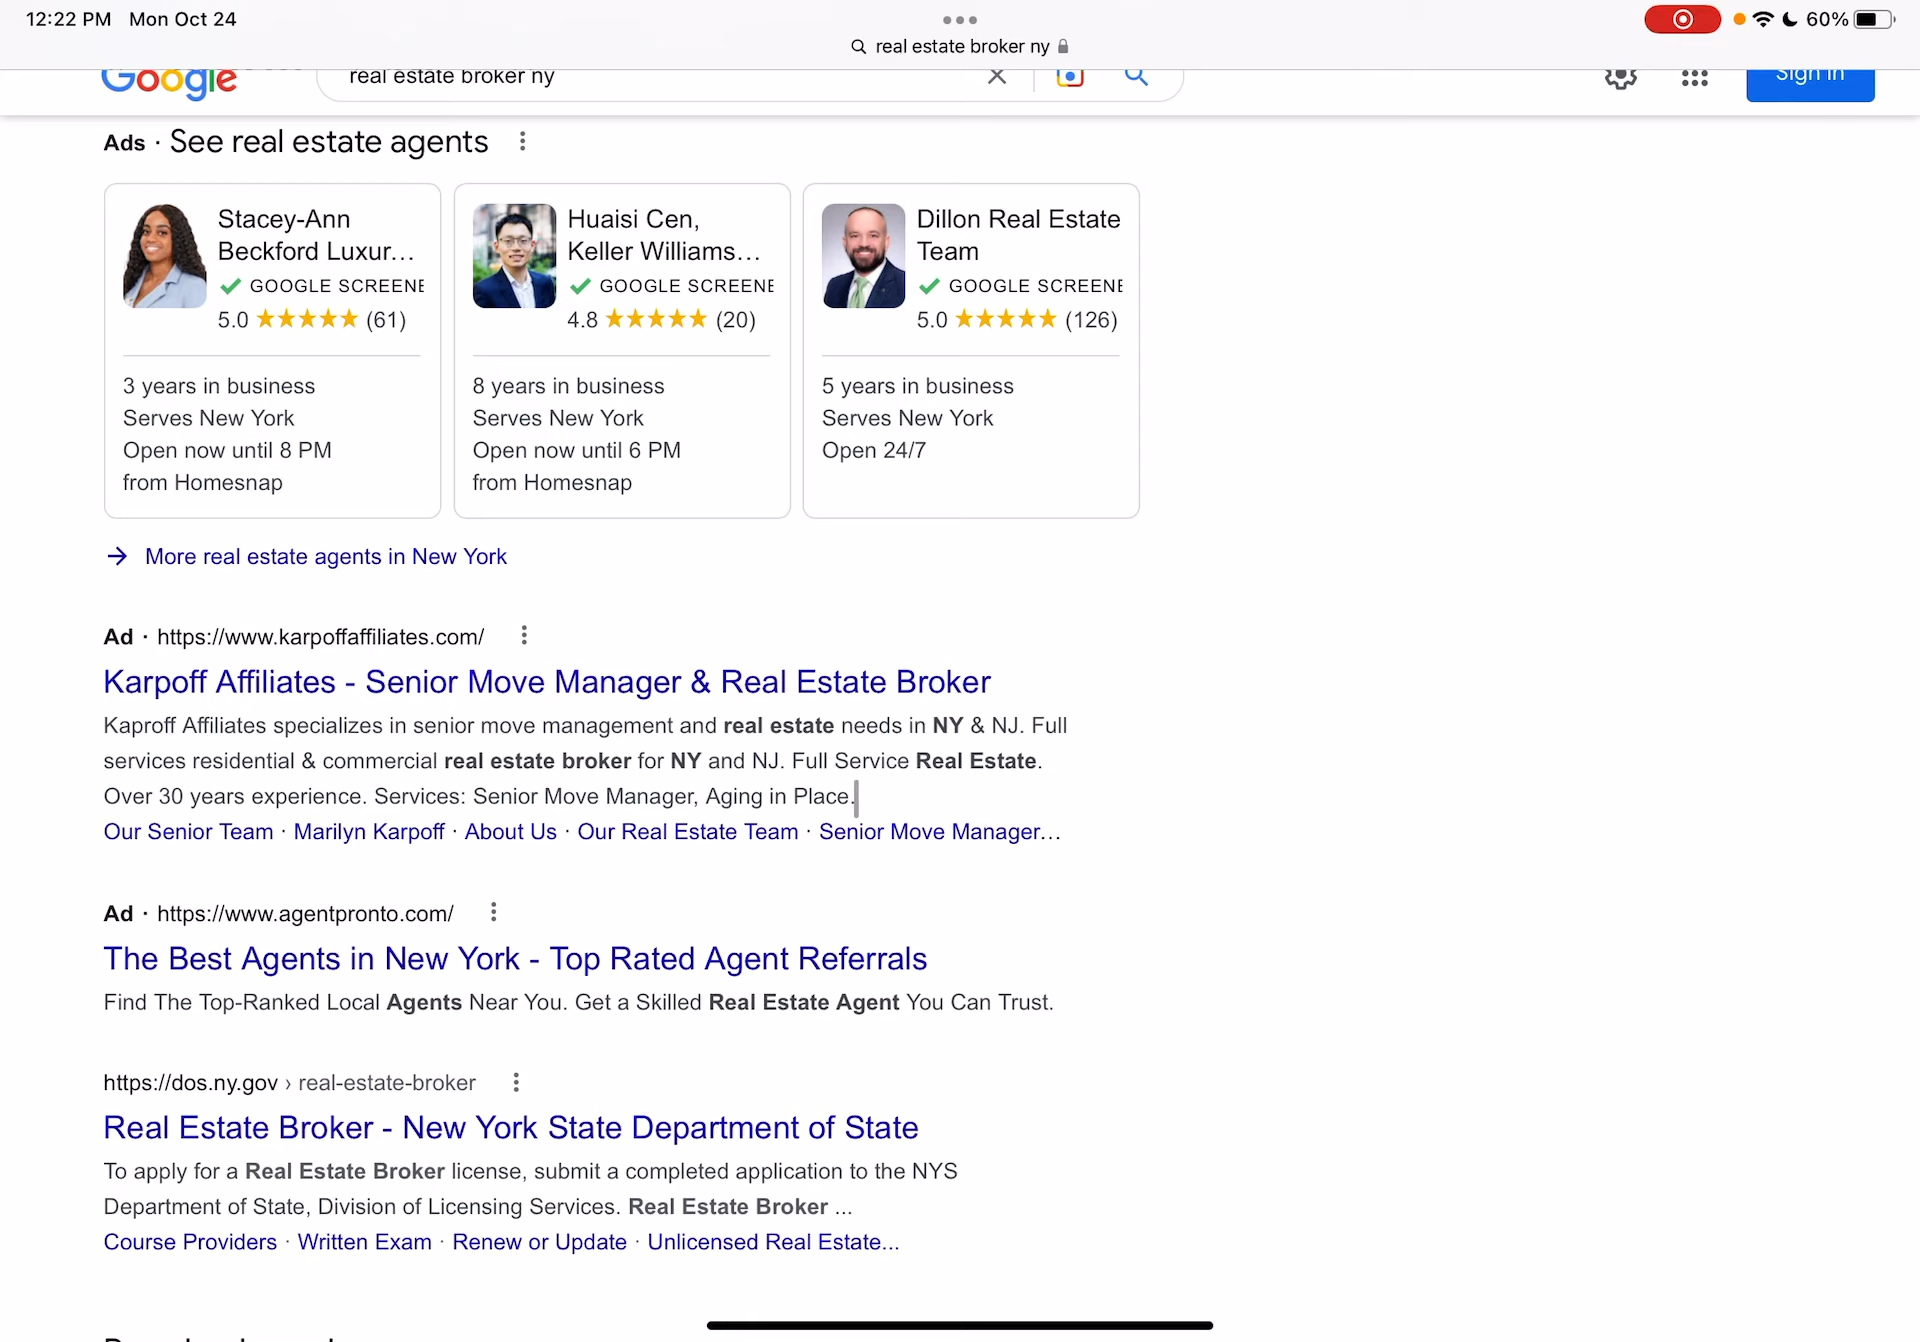 12:22 PM Mon Oct 24
60%
real estate broker ny
Google
real estate broker ny
Sign in
Ads · See real estate agents
Stacey-Ann
Beckford Luxur...
GOOGLE SCREENE
5.0 (61)
3 years in business
Serves New York
Open now until 8 PM
from Homesnap
Huaisi Cen,
Keller Williams...
GOOGLE SCREENE
4.8 (20)
8 years in business
Serves New York
Open now until 6 PM
from Homesnap
Dillon Real Estate
Team
GOOGLE SCREENE
5.0 (126)
5 years in business
Serves New York
Open 24/7
More real estate agents in New York
Ad · https://www.karpoffaffiliates.com/
Karpoff Affiliates - Senior Move Manager & Real Estate Broker
Kaproff Affiliates specializes in senior move management and real estate needs in NY & NJ. Full
services residential & commercial real estate broker for NY and NJ. Full Service Real Estate.
Over 30 years experience. Services: Senior Move Manager, Aging in Place.
Our Senior Team · Marilyn Karpoff · About Us · Our Real Estate Team · Senior Move Manager...
Ad · https://www.agentpronto.com/
The Best Agents in New York - Top Rated Agent Referrals
Find The Top-Ranked Local Agents Near You. Get a Skilled Real Estate Agent You Can Trust.
https://dos.ny.gov › real-estate-broker
Real Estate Broker - New York State Department of State
To apply for a Real Estate Broker license, submit a completed application to the NYS
Department of State, Division of Licensing Services. Real Estate Broker ...
Course Providers · Written Exam · Renew or Update · Unlicensed Real Estate...